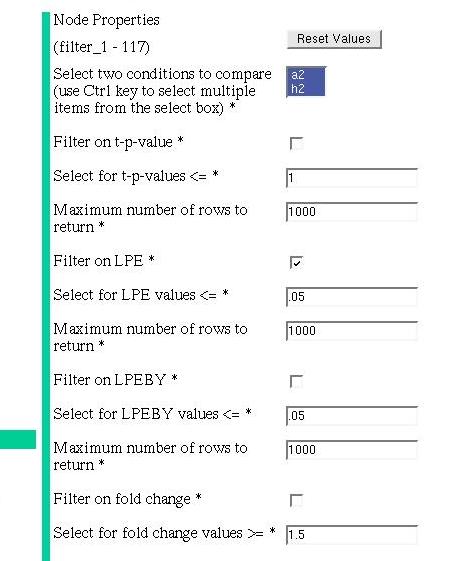 Node Properties
(filter_1 - 117)
Reset Values
Select two conditions to compare
(use Ctrl key to select multiple
items from the select box) *
a2
h2
Filter on t-p-value *
Select for t-p-values <= *
1
Maximum number of rows to
return *
1000
Filter on LPE *
Select for LPE values <= *
.05
Maximum number of rows to
return *
1000
Filter on LPEBY *
Select for LPEBY values <= *
.05
Maximum number of rows to
return *
1000
Filter on fold change *
Select for fold change values >= *
1.5